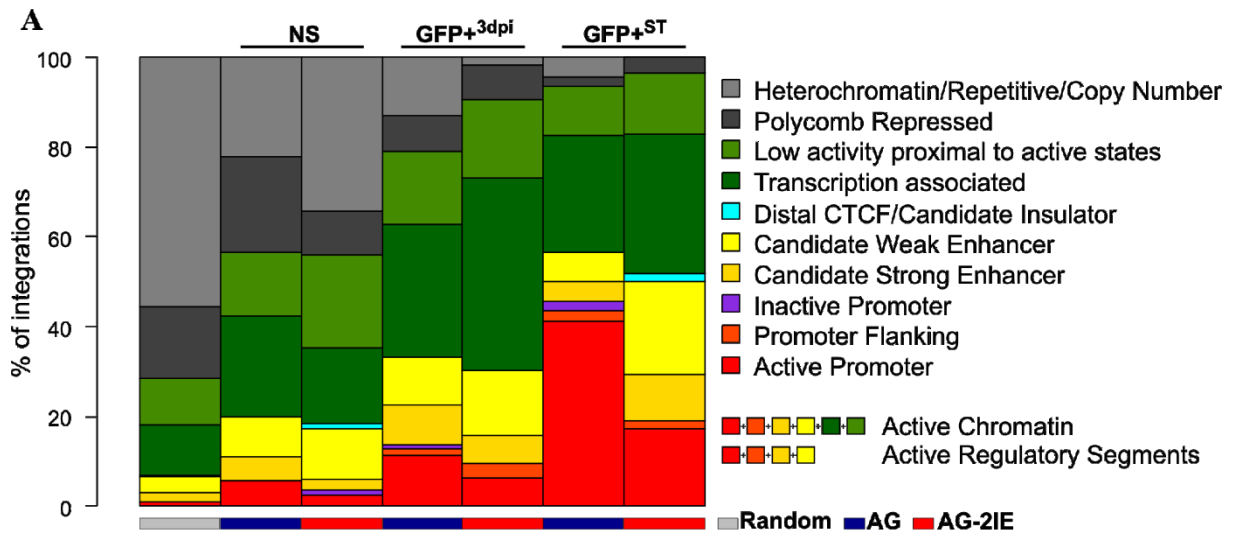 A
NS GFP+3dpi GFP+ST
100
80
60
40
20
0
% of integrations
Heterochromatin/Repetitive/Copy Number
Polycomb Repressed
Low activity proximal to active states
Transcription associated
Distal CTCF/Candidate Insulator
Candidate Weak Enhancer
Candidate Strong Enhancer
Inactive Promoter
Promoter Flanking
Active Promoter
+ + + + + Active Chromatin
+ + + Active Regulatory Segments
Random AG AG-2IE